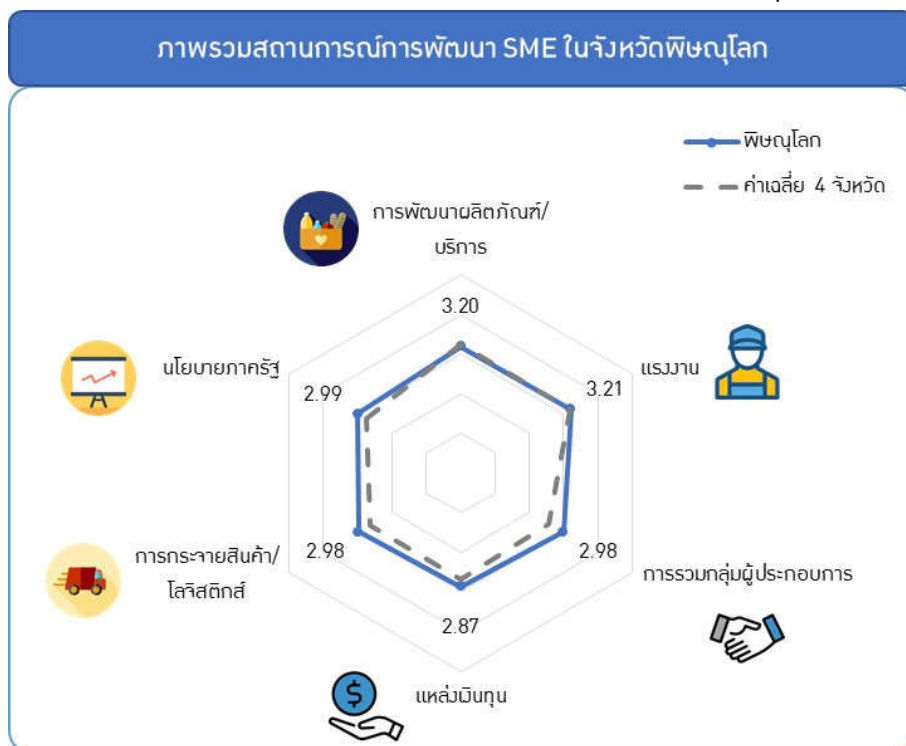 ภาพรวมสถานการณ์การพัฒนา SME ในจังหวัดพิษณุโลก
พิษณุโลก
ค่าเฉลี่ย 4 จังหวัด
การพัฒนาผลิตภัณฑ์/
บริการ
3.20
นโยบายภาครัฐ
2.99
แรงงาน
3.21
การกระจายสินค้า/
โลจิสติกส์
2.98
2.98
การรวมกลุ่มผู้ประกอบการ
2.87
แหล่งเงินทุน
$